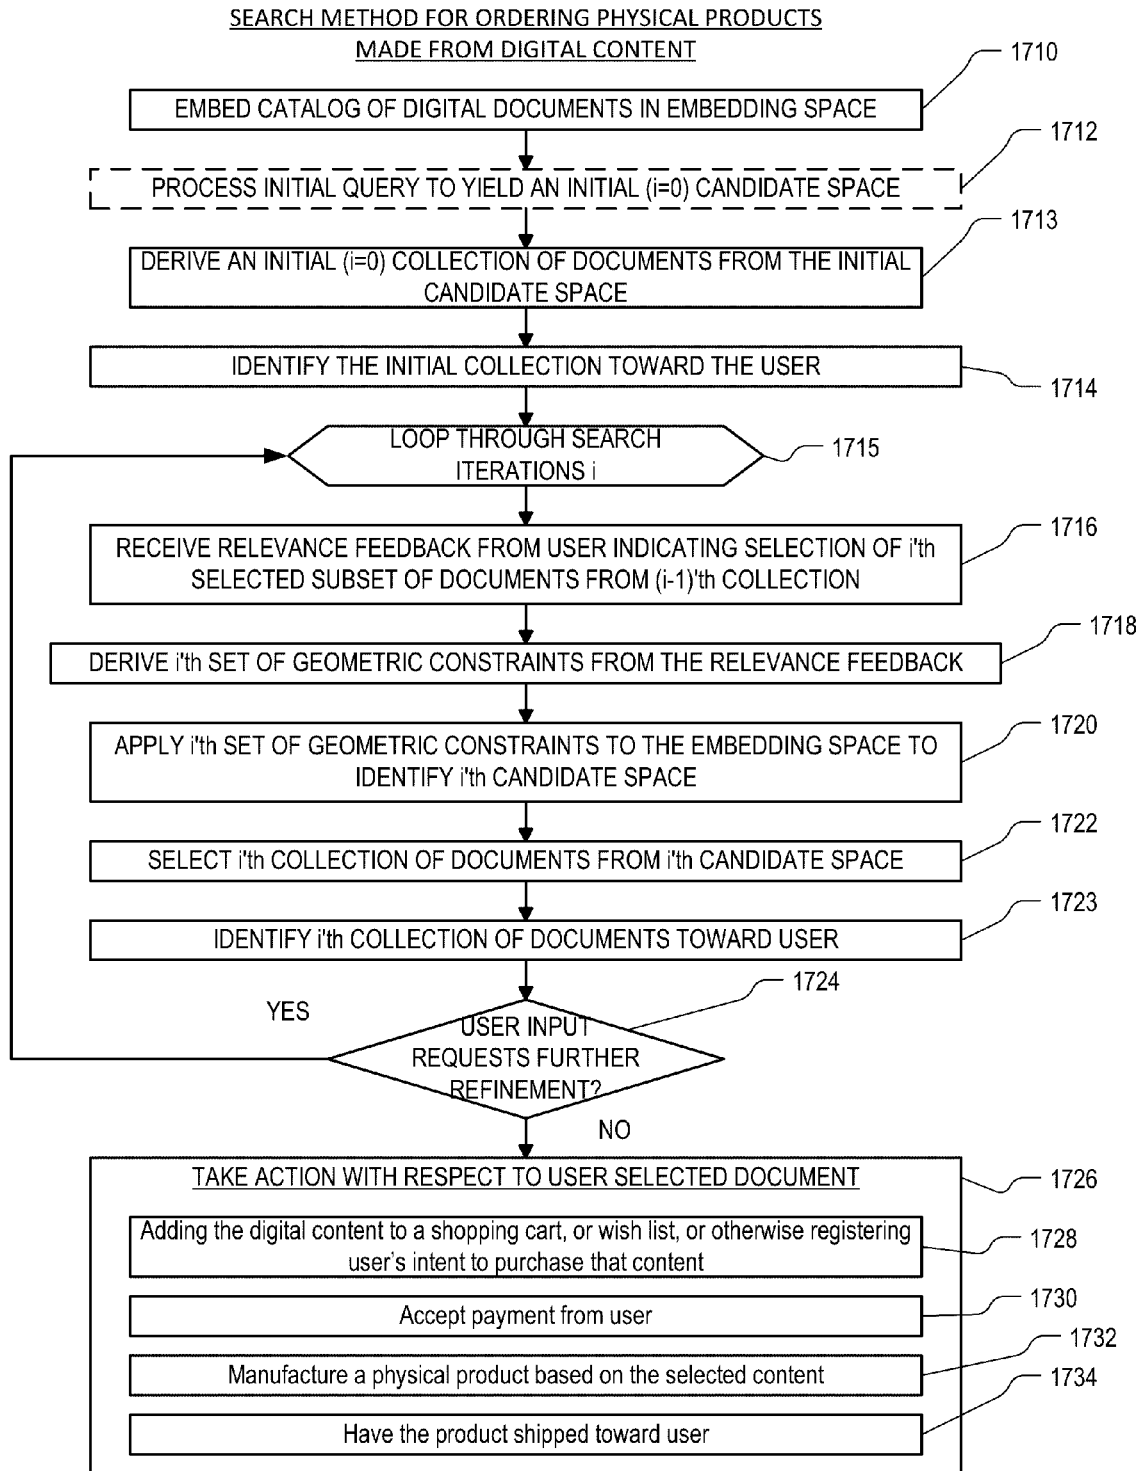 SEARCH METHOD FOR ORDERING PHYSICAL PRODUCTS
MADE FROM DIGITAL CONTENT
1710
EMBED CATALOG OF DIGITAL DOCUMENTS IN EMBEDDING SPACE
1712
PROCESS INITIAL QUERY TO YIELD AN INITIAL (i=0) CANDIDATE SPACE
1713
DERIVE AN INITIAL (i=0) COLLECTION OF DOCUMENTS FROM THE INITIAL
CANDIDATE SPACE
IDENTIFY THE INITIAL COLLECTION TOWARD THE USER
1714
LOOP THROUGH SEARCH
ITERATIONS i
1715
1716
RECEIVE RELEVANCE FEEDBACK FROM USER INDICATING SELECTION OF i'th
SELECTED SUBSET OF DOCUMENTS FROM (i-1)'th COLLECTION
1718
DERIVE i'th SET OF GEOMETRIC CONSTRAINTS FROM THE RELEVANCE FEEDBACK
1720
APPLY i'th SET OF GEOMETRIC CONSTRAINTS TO THE EMBEDDING SPACE TO
IDENTIFY i'th CANDIDATE SPACE
1722
SELECT i'th COLLECTION OF DOCUMENTS FROM i'th CANDIDATE SPACE
1723
IDENTIFY i'th COLLECTION OF DOCUMENTS TOWARD USER
1724
YES
USER INPUT
REQUESTS FURTHER
REFINEMENT?
NO
TAKE ACTION WITH RESPECT TO USER SELECTED DOCUMENT
1726
Adding the digital content to a shopping cart, or wish list, or otherwise registering
user's intent to purchase that content
1728
Accept payment from user
1730
Manufacture a physical product based on the selected content
1732
1734
Have the product shipped toward user